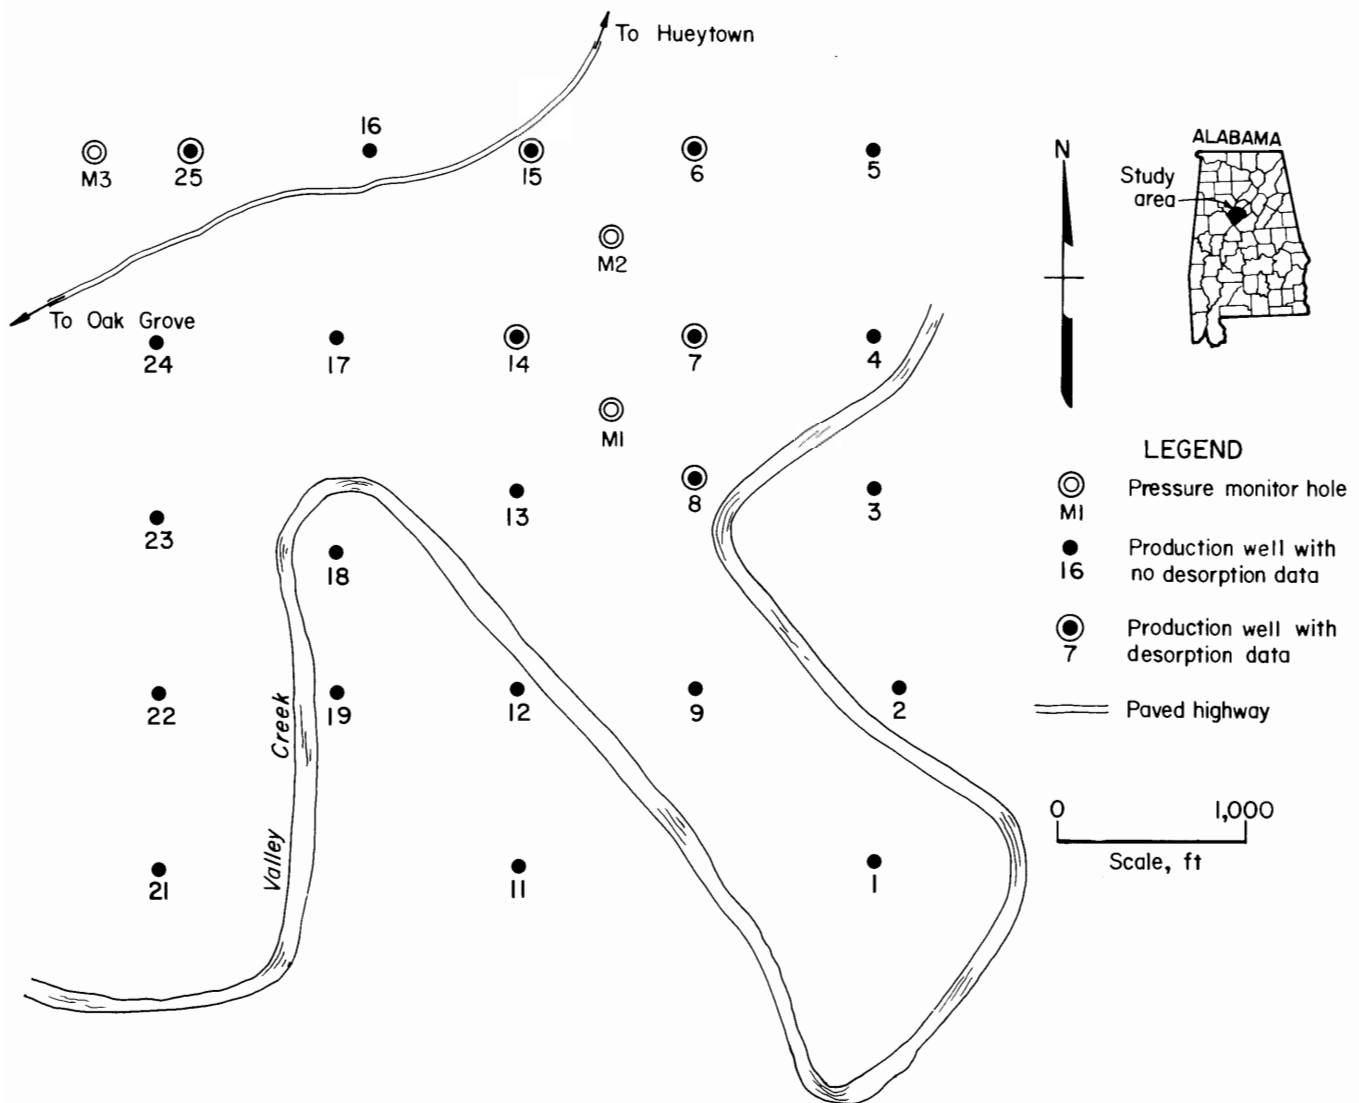 To Hueytown
16
M3
25
15
6
5
M2
To Oak Grove
24
17
14
7
4
M1
23
18
13
8
3
22
Valley Creek
19
12
9
2
21
11
1
N
ALABAMA
Study
area
LEGEND
Pressure monitor hole
M1
Production well with
no desorption data
16
Production well with
desorption data
7
Paved highway
0
1,000
Scale, ft